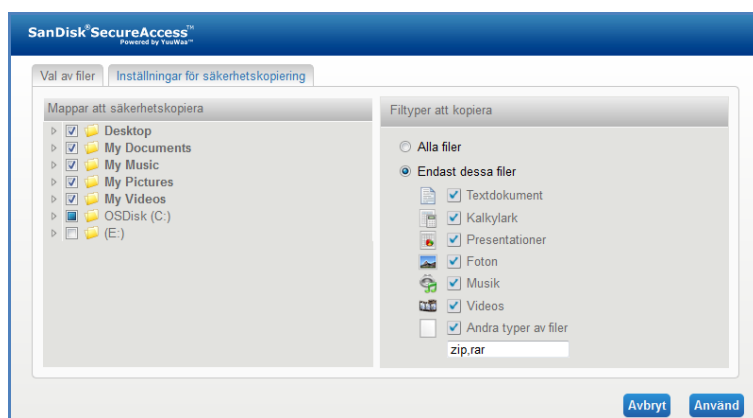 SanDisk® SecureAccess™
Powered by YuuWaa™
Val av filer
Inställningar för säkerhetskopiering
Mappar att säkerhetskopiera
Desktop
My Documents
My Music
My Pictures
My Videos
OSDisk (C:)
(E:)
Filtyper att kopiera
Alla filer
Endast dessa filer
Textdokument
Kalkylark
Presentationer
Foton
Musik
Videos
Andra typer av filer
zip,rar
Avbryt
Använd